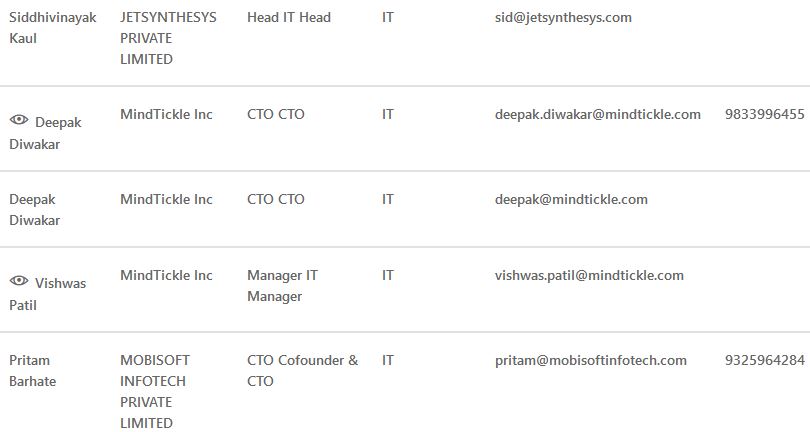 Siddhivinayak JETSYNTHESYS Head IT Head IT sid@jetsynthesys.com
Kaul PRIVATE
LIMITED
Deepak MindTickle Inc CTO CTO IT deepak.diwakar@mindtickle.com 9833996455
Diwakar
Deepak MindTickle Inc CTO CTO IT deepak@mindtickle.com
Diwakar
Vishwas MindTickle Inc Manager IT IT vishwas.patil@mindtickle.com
Patil Manager
Pritam MOBISOFT CTO Cofounder & IT pritam@mobisoftinfotech.com 9325964284
Barhate INFOTECH CTO
PRIVATE
LIMITED